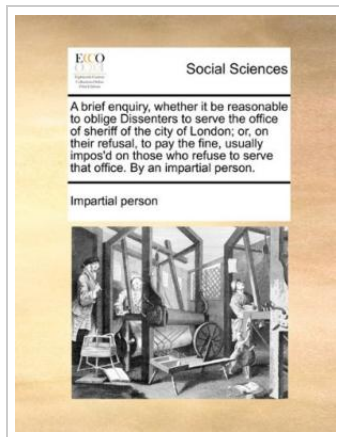 ECCO
Social Sciences
A brief enquiry, whether it be reasonable
to oblige Dissenters to serve the office
of sheriff of the city of London; or, on
their refusal, to pay the fine, usually
impos'd on those who refuse to serve
that office. By an impartial person.
Impartial person